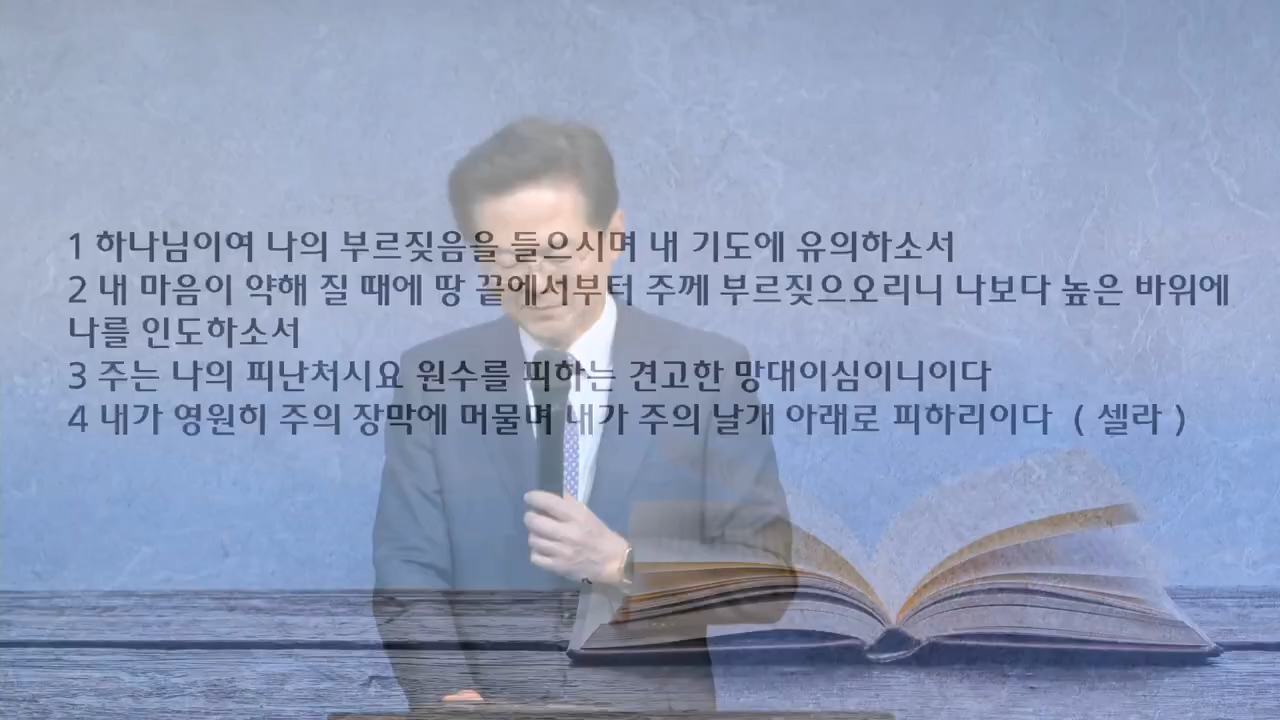 1 하나님이여 나의 부르짖음을 들으시며 내 기도에 유의하소서
2 내 마음이 약해 질 때에 땅 끝에서부터 주께 부르짖으오리니 나보다 높은 바위에
나를 인도하소서
3 주는 나의 피난처시요 원수를 피하는 견고한 망대이심이니이다
4 내가 영원히 주의 장막에 머물며 내가 주의 날개 아래로 피하리이다 ( 셀라 )